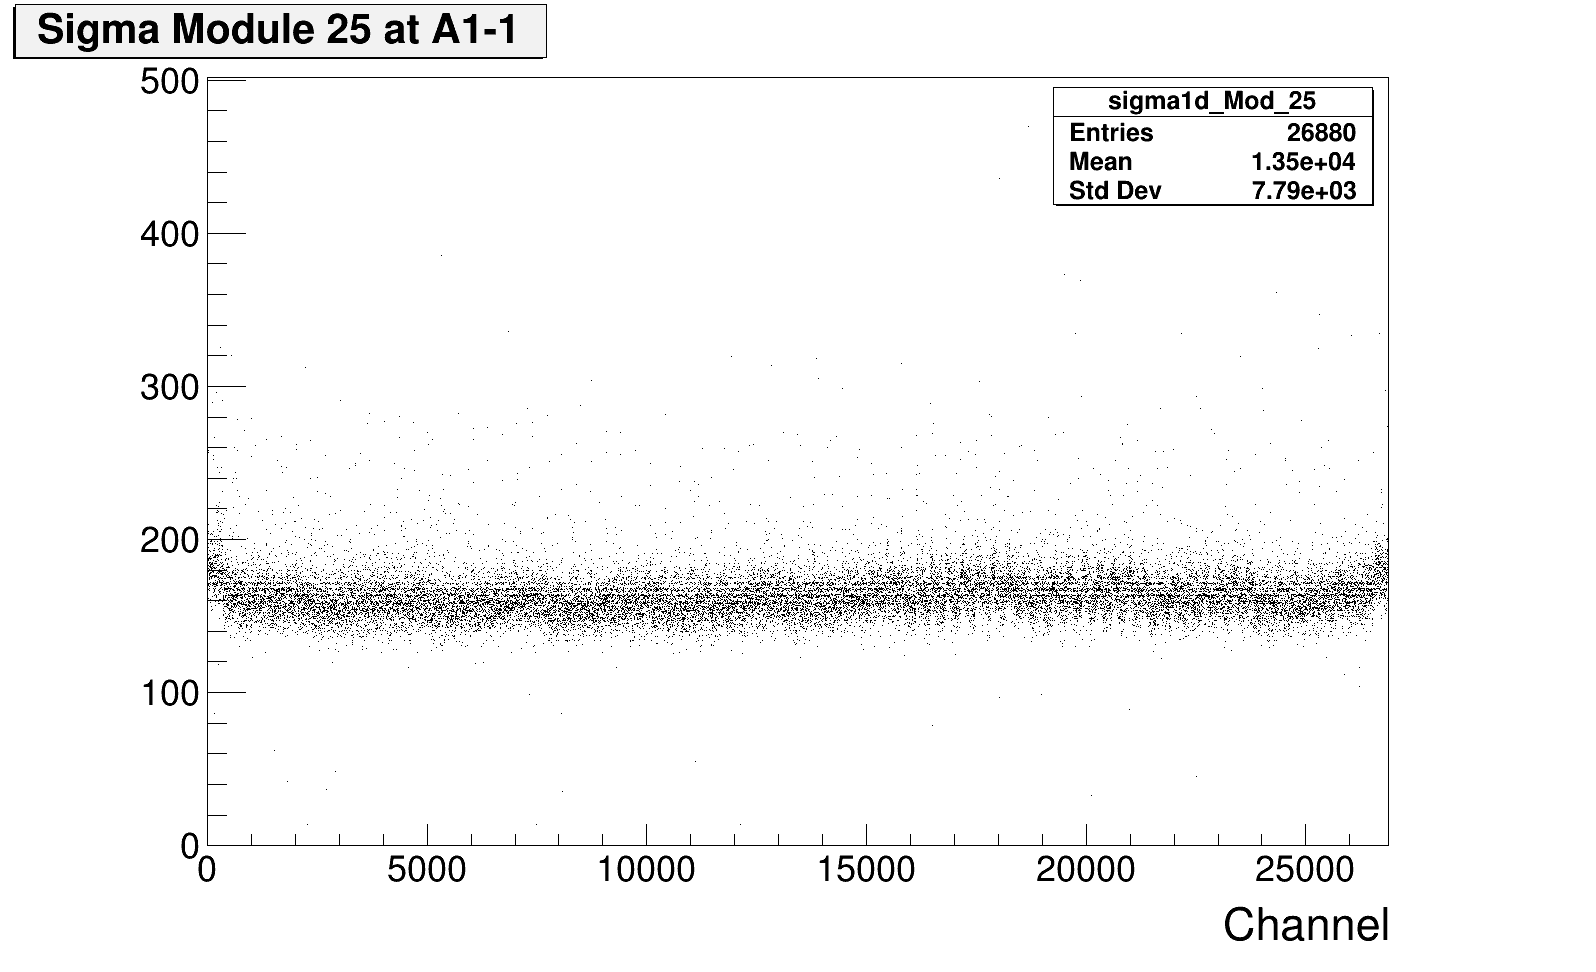 Sigma Module 25 at A1-1
sigma1d_Mod_25
Entries 26880
Mean 1.35e+04
Std Dev 7.79e+03
500
400
300
200
100
0
0 5000 10000 15000 20000 25000
Channel